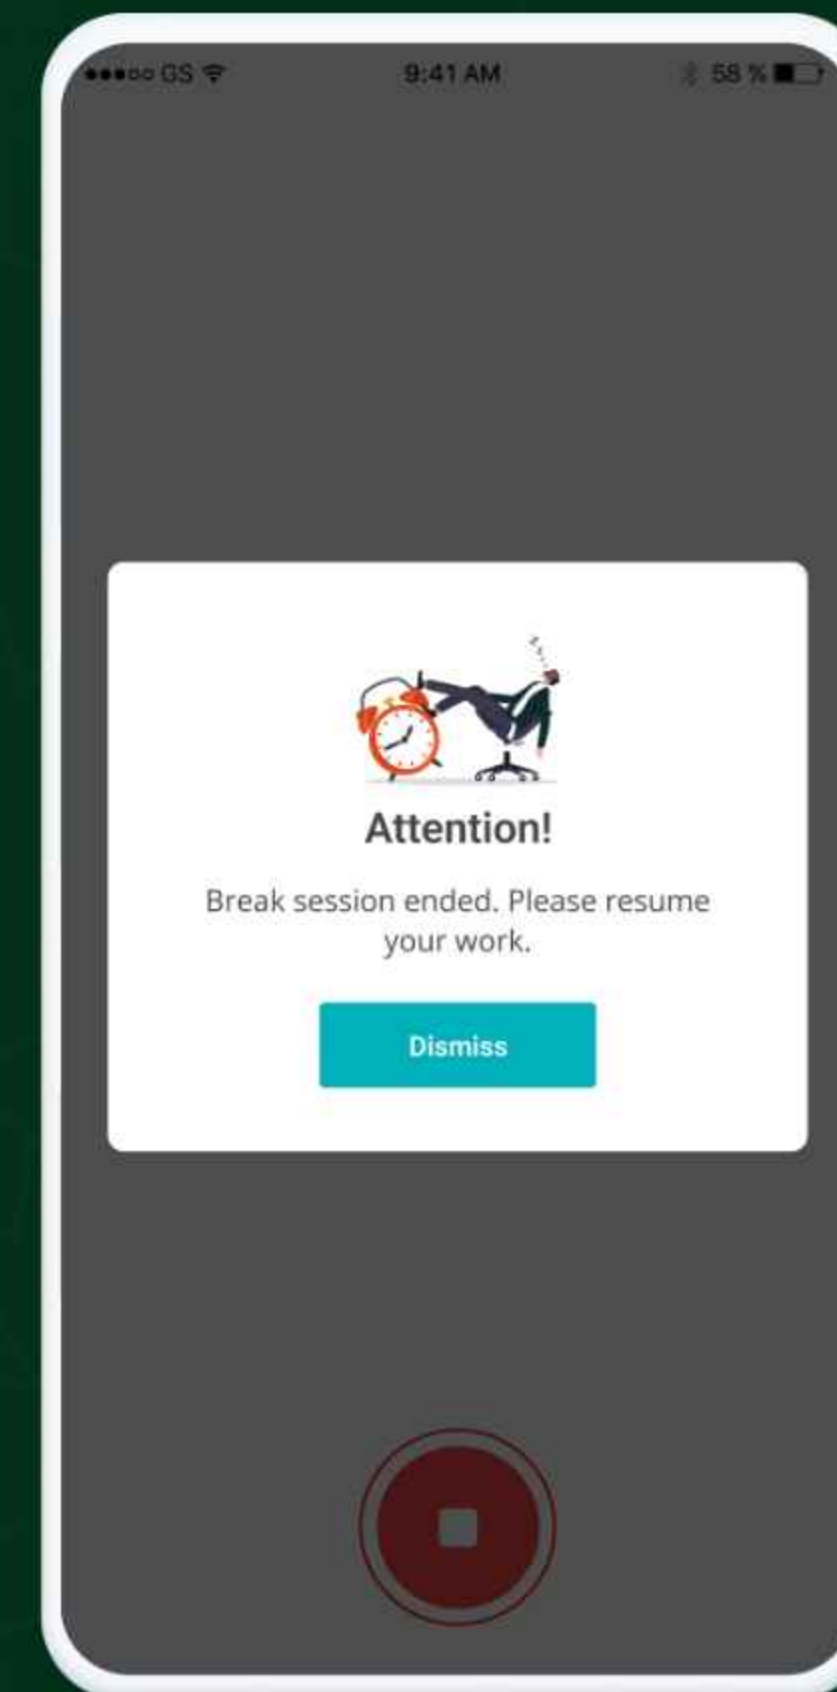 GS 9:41 AM 58 %
Attention!
Break session ended. Please resume
your work.
Dismiss